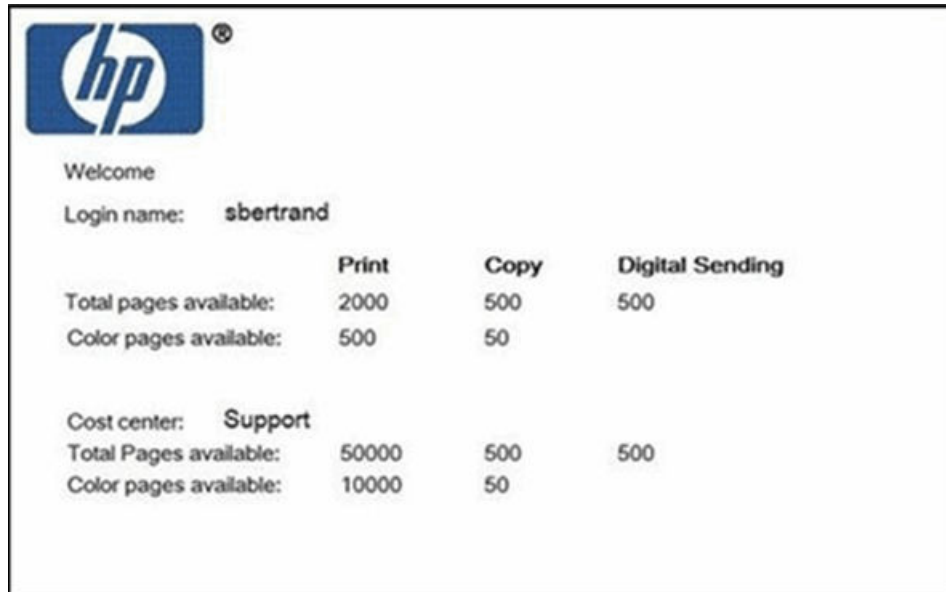 hp ®
Welcome
Login name: sbertrand
Print Copy Digital Sending
Total pages available: 2000 500 500
Color pages available: 500 50
Cost center: Support
Total Pages available: 50000 500 500
Color pages available: 10000 50